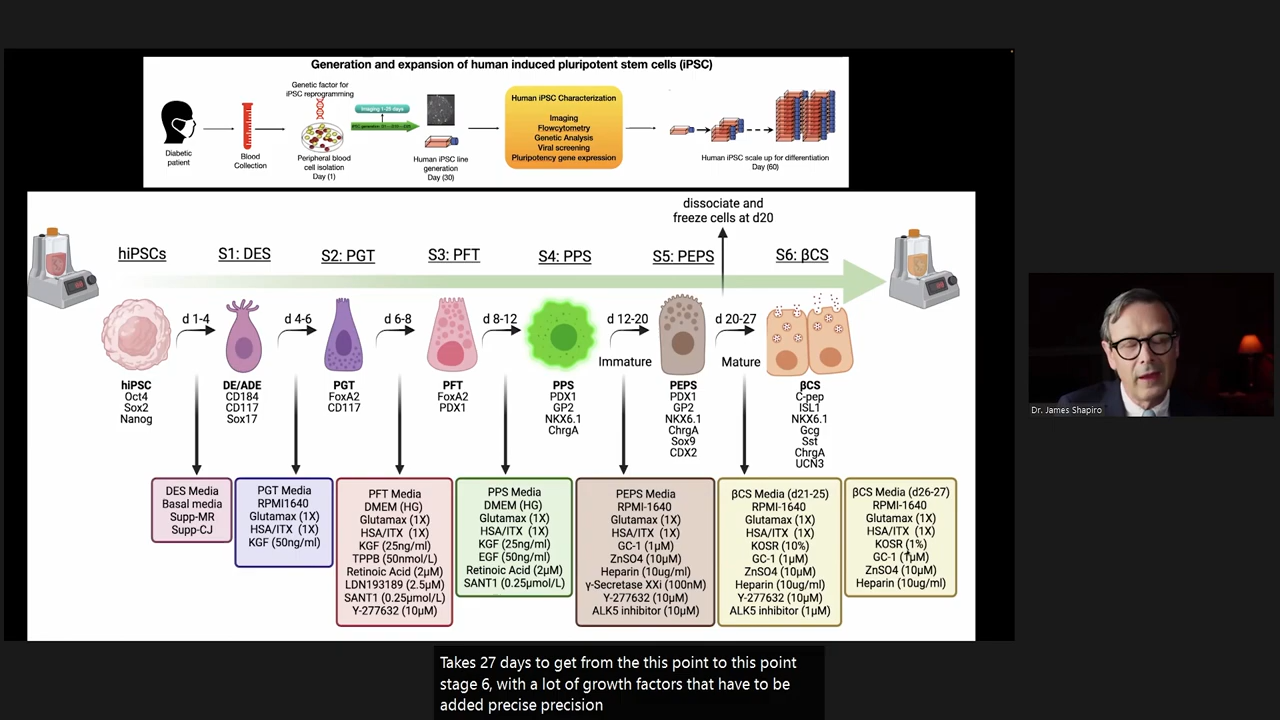 Generation and expansion of human induced pluripotent stem cells (iPSC)
Genetic factor for
iPSC reprogramming
Imaging 1-28 days
Diabetic
patient
Blood
Collection
Peripheral blood
cell isolation
Day (1)
Human iPSC line
generation
Day (30)
Human iPSC Characterization
Imaging
Flowcytometry
Genetic Analysis
Viral screening
Pluripotency gene expression
Human iPSC scale up for differentiation
Day (60)
dissociate and
freeze cells at d20
hiPSCs
S1: DES
S2: PGT
S3: PFT
S4: PPS
S5: PEPS
S6: βCS
d 1-4
d 4-6
d 6-8
d 8-12
d 12-20
Immature
d 20-27
Mature
hiPSC
Oct4
Sox2
Nanog
DE/ADE
CD184
CD117
Sox17
PGT
FoxA2
CD117
PFT
FoxA2
PDX1
PPS
PDX1
GP2
NKX6.1
ChrgA
PEPS
PDX1
GP2
NKX6.1
ChrgA
Sox9
CDX2
βCS
C-pep
ISL1
NKX6.1
Gcg
Sst
ChrgA
UCN3
DES Media
Basal media
Supp-MR
Supp-CJ
PGT Media
RPMI1640
Glutamax (1X)
HSA/ITX (1X)
KGF (50ng/ml)
PFT Media
DMEM (HG)
Glutamax (1X)
HSA/ITX (1X)
KGF (25ng/ml)
TPPB (50nmol/L)
Retinoic Acid (2μM)
LDN193189 (2.5μM)
SANT1 (0.25μmol/L)
Y-277632 (10μM)
PPS Media
DMEM (HG)
Glutamax (1X)
HSA/ITX (1X)
KGF (25ng/ml)
EGF (50ng/ml)
Retinoic Acid (2μM)
SANT1 (0.25μmol/L)
PEPS Media
RPMI-1640
Glutamax (1X)
HSA/ITX (1X)
GC-1 (1μM)
ZnSO4 (10μM)
Heparin (10ug/ml)
γ-Secretase XXi (100nM)
Y-277632 (10μM)
ALK5 inhibitor (10μM)
βCS Media (d21-25)
RPMI-1640
Glutamax (1X)
HSA/ITX (1X)
KOSR (10%)
GC-1 (1μM)
ZnSO4 (10μM)
Heparin (10ug/ml)
Y-277632 (10μM)
ALK5 inhibitor (1μM)
βCS Media (d26-27)
RPMI-1640
Glutamax (1X)
HSA/ITX (1X)
KOSR (1%)
GC-1 (1μM)
ZnSO4 (10μM)
Heparin (10ug/ml)
Dr. James Shapiro
Takes 27 days to get from the this point to this point
stage 6, with a lot of growth factors that have to be
added precise precision